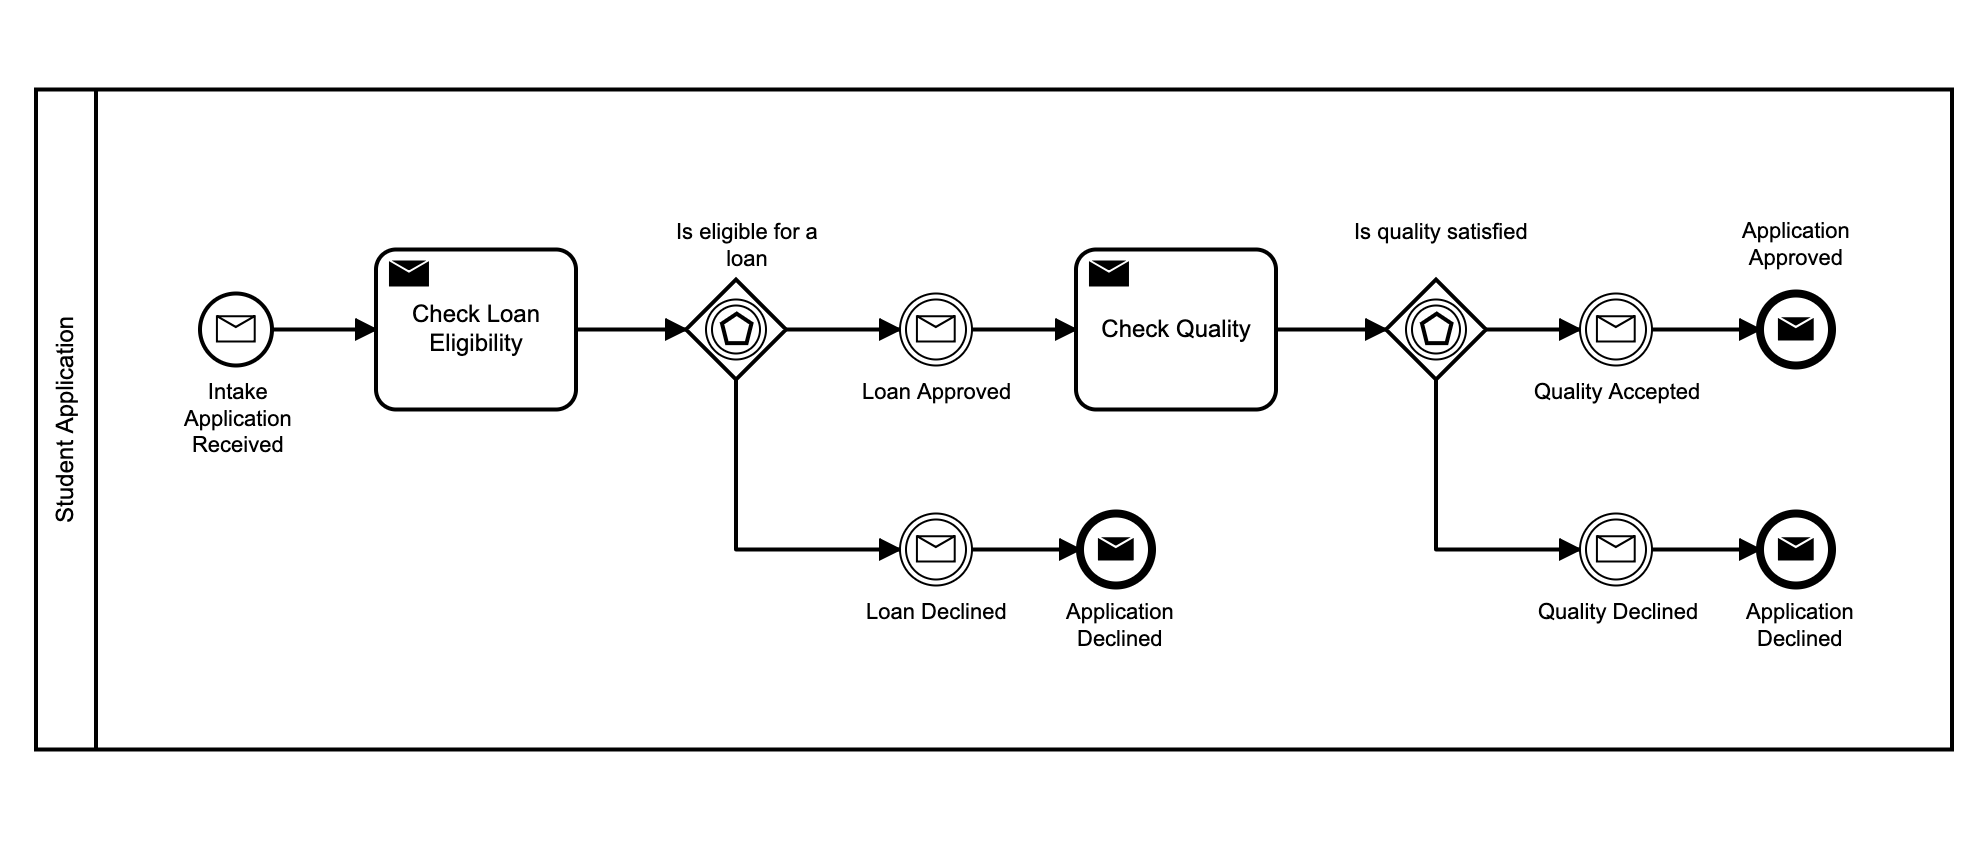 Student Application
Intake
Application
Received
Check Loan
Eligibility
Is eligible for a
loan
Loan Approved
Loan Declined
Application
Declined
Check Quality
Is quality satisfied
Quality Accepted
Application
Approved
Quality Declined
Application
Declined